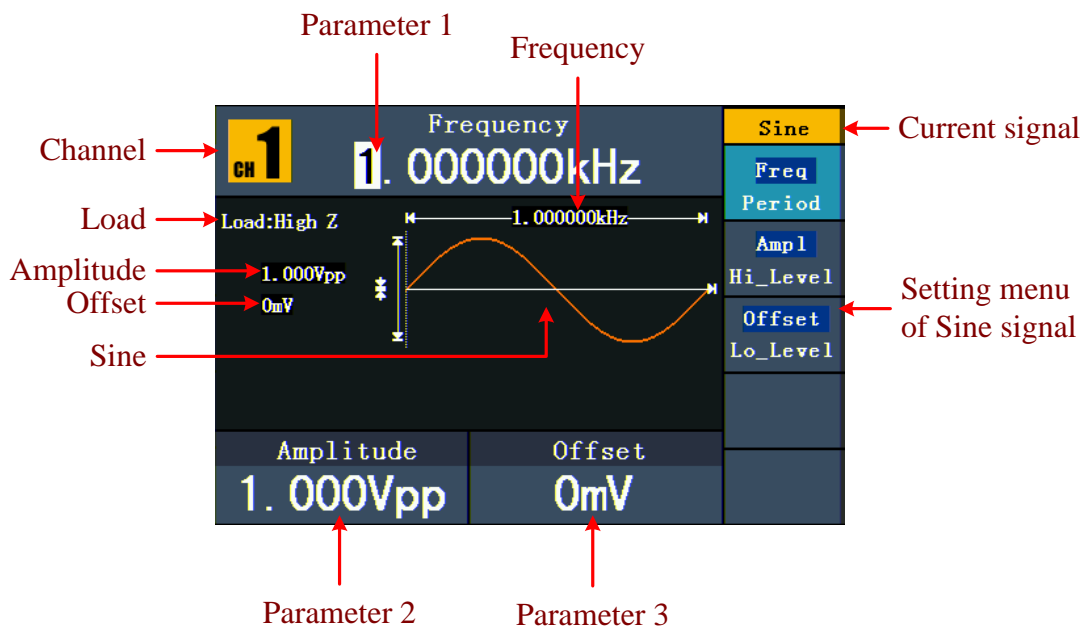 Parameter 1
Frequency
Channel
CH 1
Frequency
1.000000kHz
Sine
Current signal
Freq
Period
Load
Load:High Z
1.000000kHz
Amplitude
1.000Vpp
Ampl
Hi_Level
Offset
0mV
Offset
Lo_Level
Setting menu
of Sine signal
Sine
Amplitude
1.000Vpp
Offset
0mV
Parameter 2
Parameter 3